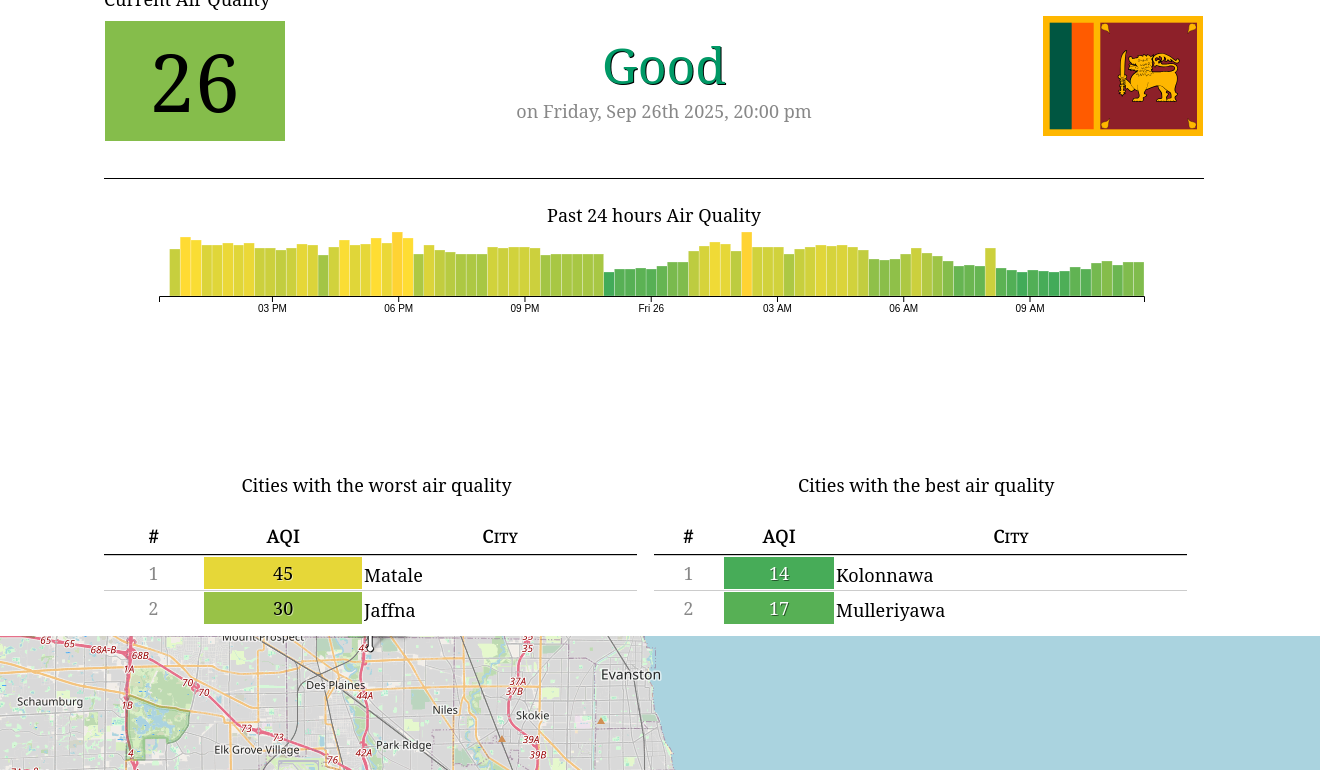 Current Air Quality
26
Good
on Friday, Sep 26th 2025, 20:00 pm
Past 24 hours Air Quality
03 PM 06 PM 09 PM Fri 26 03 AM 06 AM 09 AM
Cities with the worst air quality
# AQI City
1 45 Matale
2 30 Jaffna
Cities with the best air quality
# AQI City
1 14 Kolonnawa
2 17 Mulleriyawa
Mount Prospect
65 65 68A-B 68B
35
35
1A
Evanston
Des Plaines
70 70
44A
37A
37B
Schaumburg
1B
Niles
Skokie
73
73
39A
39B
Elk Grove Village
Park Ridge
4
42A
76